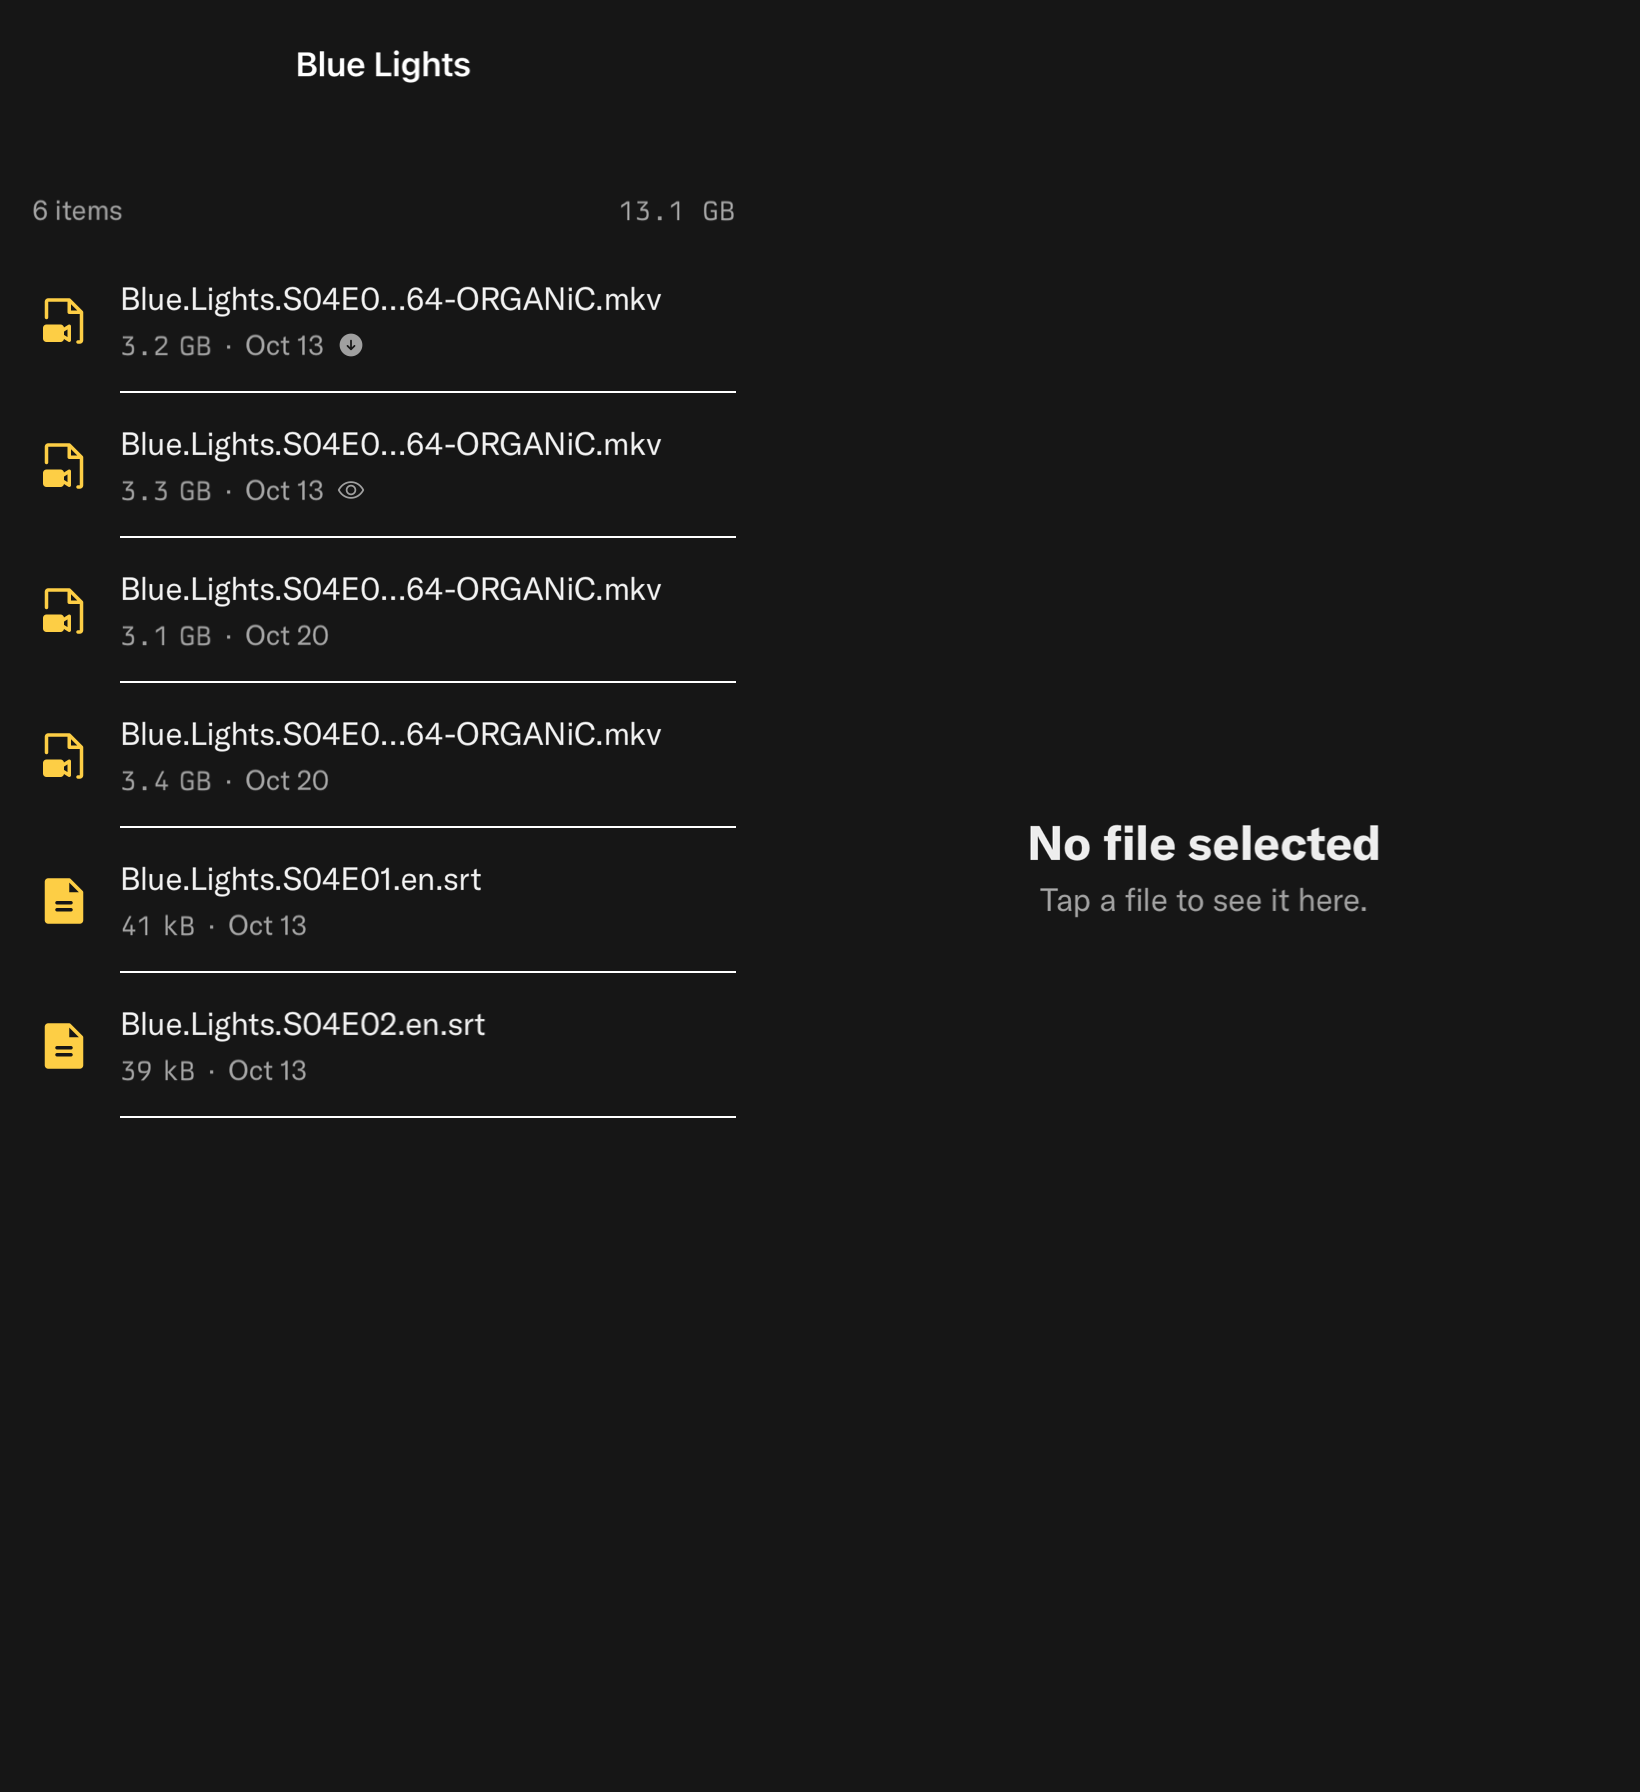 Blue Lights
6 items 13.1 GB
Blue.Lights.S04E0...64-ORGANiC.mkv
3.2 GB · Oct 13
Blue.Lights.S04E0...64-ORGANiC.mkv
3.3 GB · Oct 13
Blue.Lights.S04E0...64-ORGANiC.mkv
3.1 GB · Oct 20
Blue.Lights.S04E0...64-ORGANiC.mkv
3.4 GB · Oct 20
Blue.Lights.S04E01.en.srt
41 kB · Oct 13
Blue.Lights.S04E02.en.srt
39 kB · Oct 13
No file selected
Tap a file to see it here.